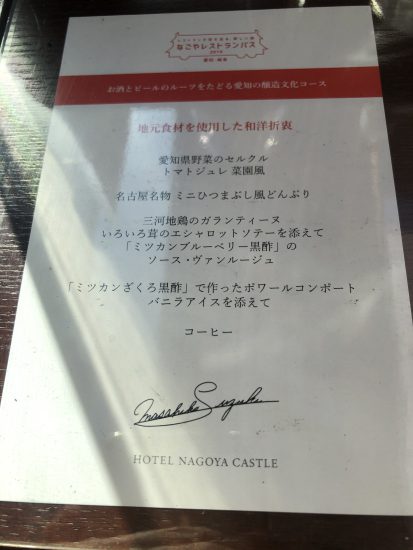 なごやレストランバス
2019
愛知・岐阜
お酒とビールのルーツをたどる愛知の醸造文化コース
地元食材を使用した和洋折衷
愛知県野菜のセルクル
トマトジュレ 菜園風
名古屋名物 ミニひつまぶし風どんぶり
三河地鶏のガランティーヌ
いろいろ茸のエシャロットソテーを添えて
「ミツカンブルーベリー黒酢」の
ソース・ヴァンルージュ
「ミツカンざくろ黒酢」で作ったポワールコンポート
バニラアイスを添えて
コーヒー
Masahiko Suzuki
HOTEL NAGOYA CASTLE